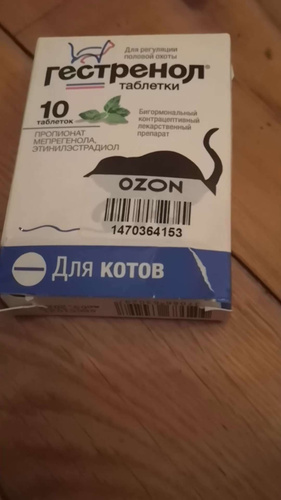 Для регуляции
половой охоты
Гестренол®
таблетки
10
таблеток
Бигормональный
контрацептивный
лекарственный
препарат
ПРОПИОНАТ
МЕПРЕГЕНОЛА,
ЭТИНИЛЭСТРАДИОЛ
OZON
1470364153
Для котов